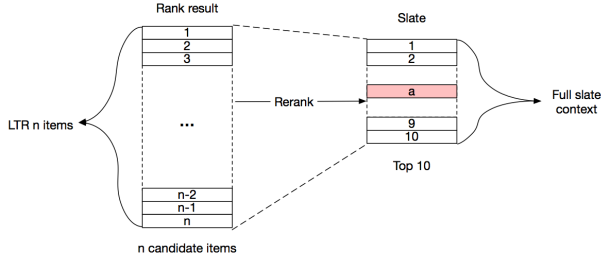 Rank result
1
2
3
...
n-2
n-1
n
n candidate items
LTR n items
Rerank
Slate
1
2
a
9
10
Top 10
Full slate
context